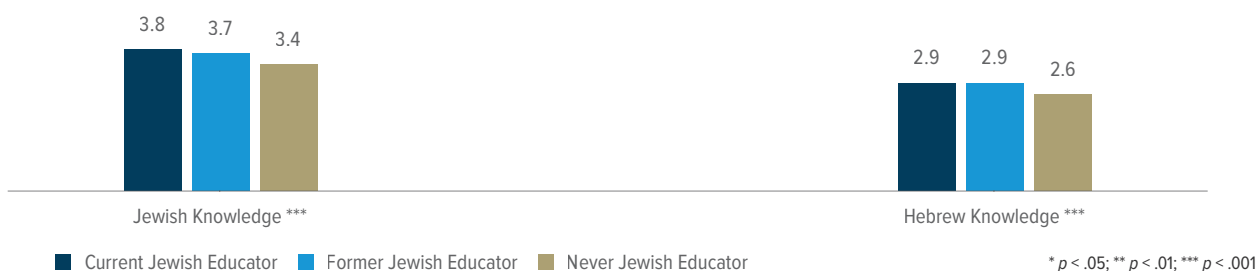 3.8
3.7
3.4
2.9
2.9
2.6
Jewish Knowledge ***
Hebrew Knowledge ***
Current Jewish Educator
Former Jewish Educator
Never Jewish Educator
* p < .05; ** p < .01; *** p < .001